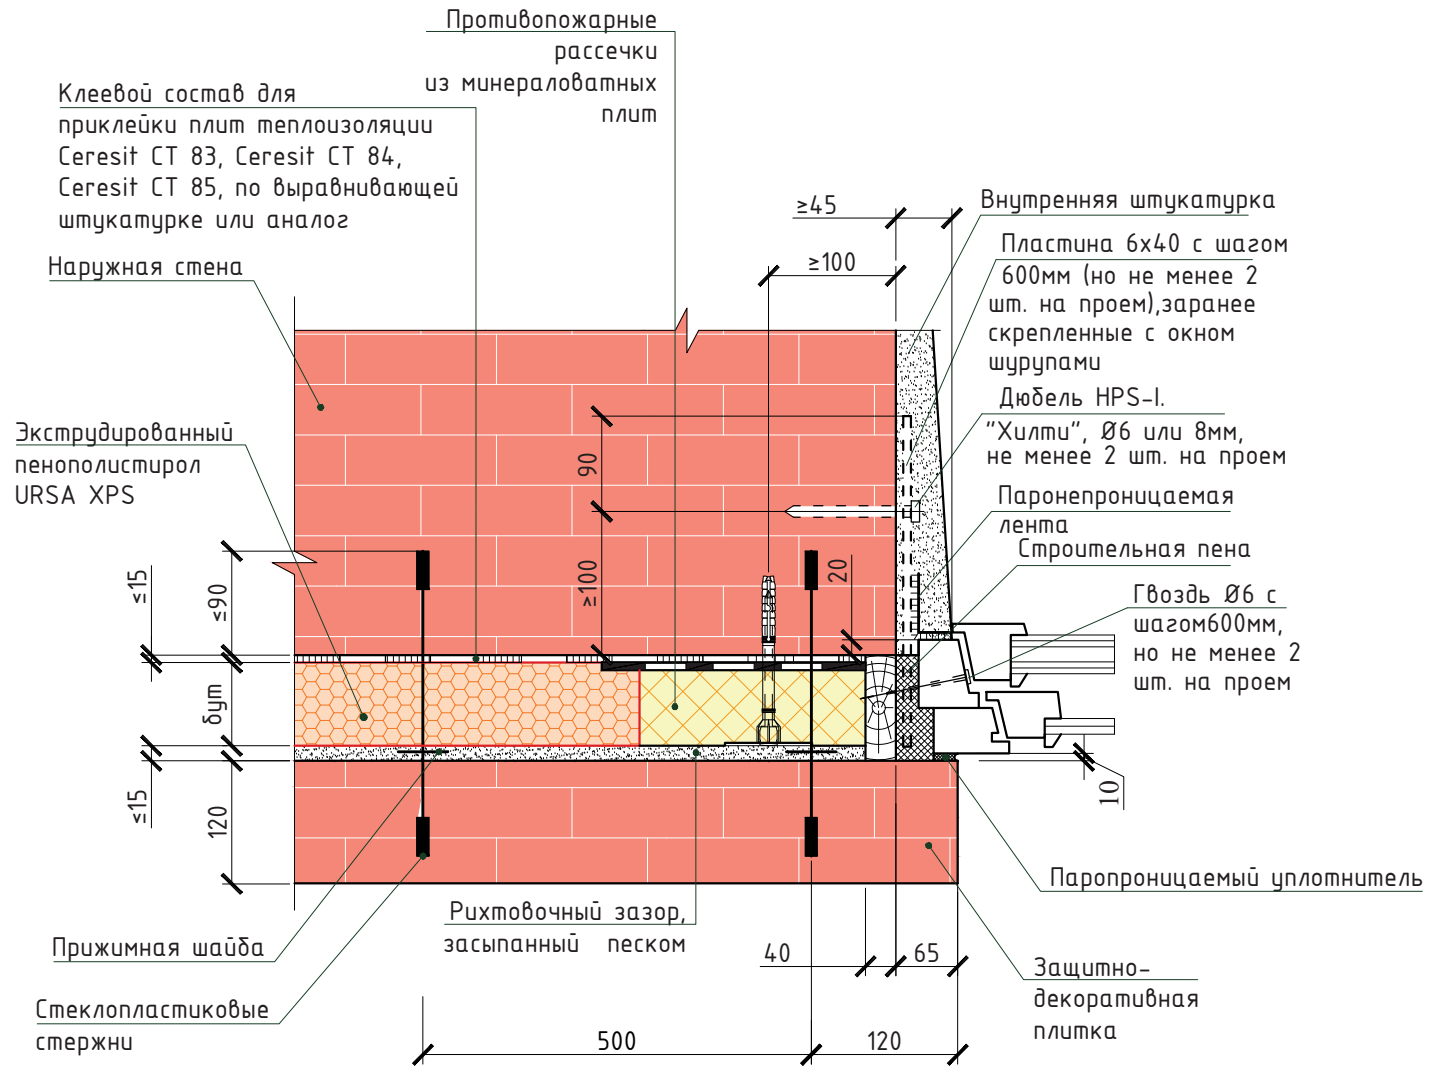 Противопожарные
рассечки
из минераловатных
плит
Клеевой состав для
приклейки плит теплоизоляции
Ceresit CT 83, Ceresit CT 84,
Ceresit CT 85, по выравнивающей
штукатурке или аналог
Наружная стена
Экструдированный
пенополистирол
URSA XPS
≥45
≥100
Внутренняя штукатурка
Пластина 6х40 с шагом
600мм (но не менее 2
шт. на проем),заранее
скрепленные с окном
шурупами
Дюбель HPS-I.
"Хилти", Ø6 или 8мм,
не менее 2 шт. на проем
Паронепроницаемая
лента
Строительная пена
Гвоздь Ø6 с
шагом600мм,
но не менее 2
шт. на проем
90
≥100
20
≤15
≤90
бут
≤15
120
10
Паропроницаемый уплотнитель
Рихтовочный зазор,
засыпанный песком
Прижимная шайба
Стеклопластиковые
стержни
40
65
Защитно-
декоративная
плитка
500
120